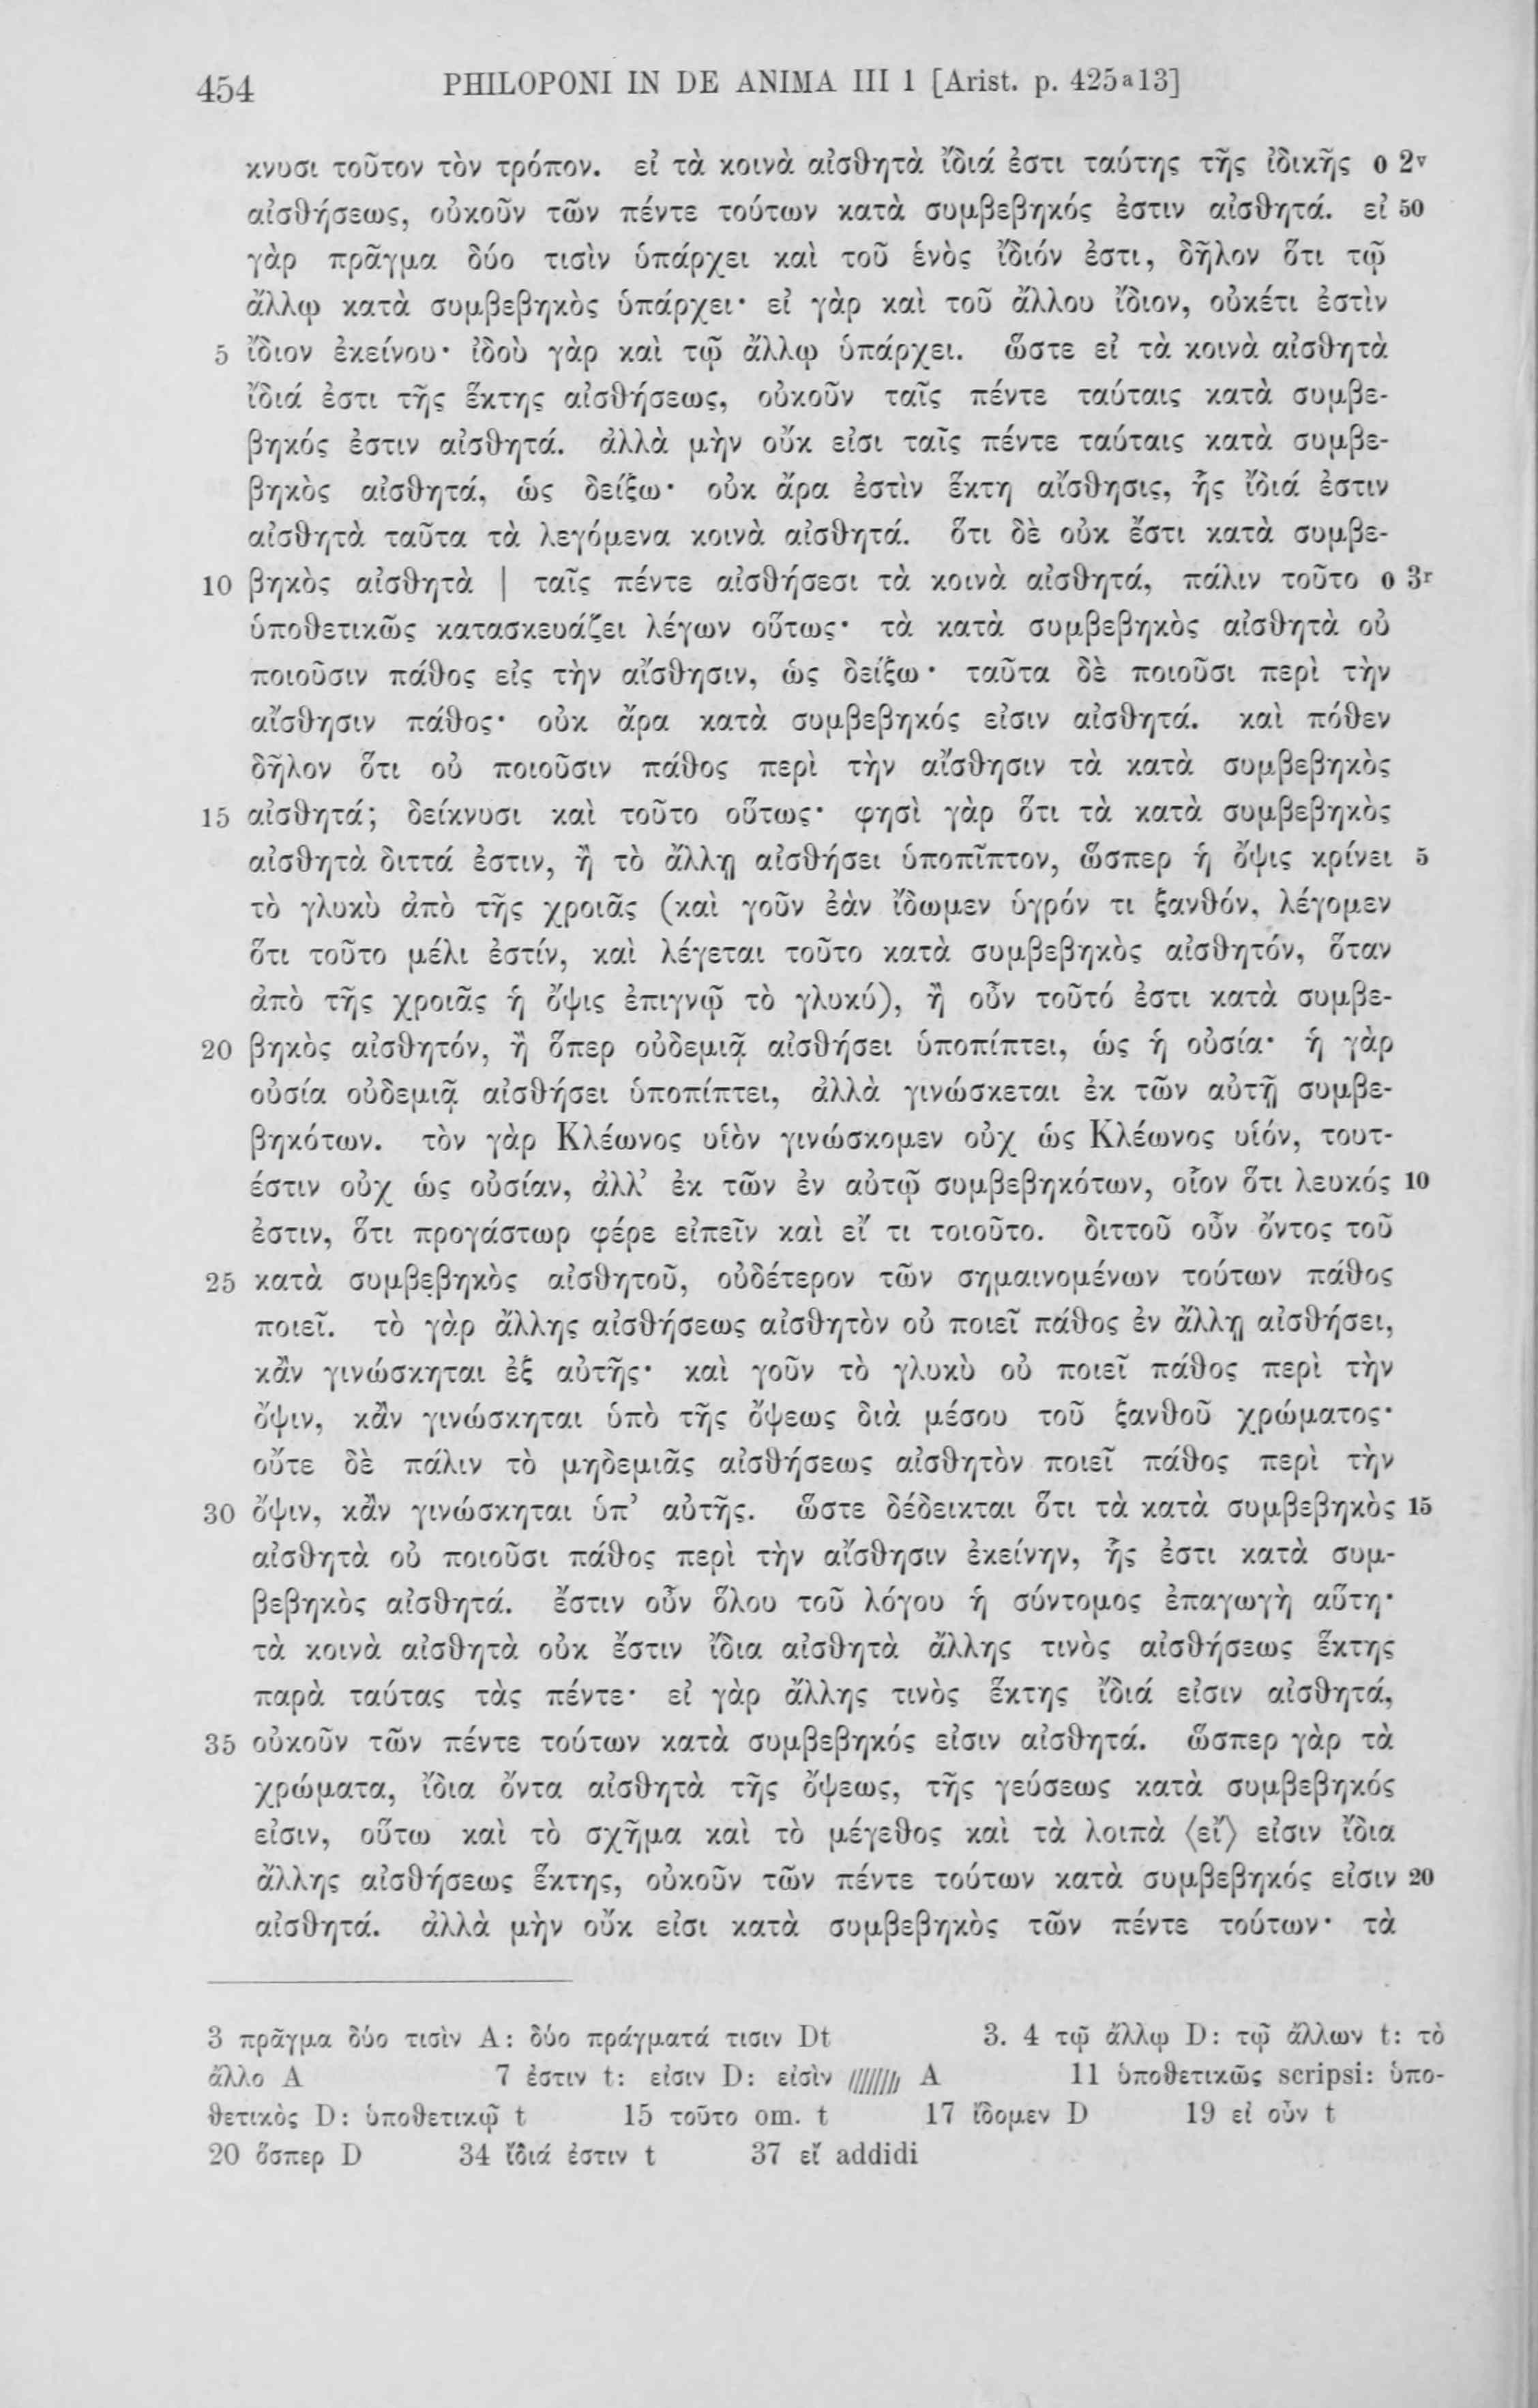 454 PHILOPONI IN DE ANIMA III 1 [Arist. p. 425a13]
κνυσι τοῦτον τὸν τρόπον. εἰ τὰ κοινὰ αἰσθητὰ ἴδιά ἐστι ταύτης τῆς ἰδικῆς o 2v
αἰσθήσεως, οὐκοῦν τῶν πέντε τούτων κατὰ συμβεβηκός ἐστιν αἰσθητά. εἰ 50
γὰρ πρᾶγμα δύο τισὶν ὑπάρχει καὶ τοῦ ἑνὸς ἴδιόν ἐστι, δῆλον ὅτι τῷ
ἄλλῳ κατὰ συμβεβηκὸς ὑπάρχει· εἰ γὰρ καὶ τοῦ ἄλλου ἴδιον, οὐκέτι ἐστὶν
5 ἴδιον ἐκείνου· ἰδοὺ γὰρ καὶ τῷ ἄλλῳ ὑπάρχει. ὥστε εἰ τὰ κοινὰ αἰσθητὰ
ἴδιά ἐστι τῆς ἕκτης αἰσθήσεως, οὐκοῦν ταῖς πέντε ταύταις κατὰ συμβε-
βηκός ἐστιν αἰσθητά. ἀλλὰ μὴν οὔκ εἰσι ταῖς πέντε ταύταις κατὰ συμβε-
βηκὸς αἰσθητά, ὡς δείξω· οὐκ ἄρα ἐστὶν ἕκτη αἴσθησις, ἧς ἴδιά ἐστιν
αἰσθητὰ ταῦτα τὰ λεγόμενα κοινὰ αἰσθητά. ὅτι δὲ οὐκ ἔστι κατὰ συμβε-
10 βηκὸς αἰσθητὰ | ταῖς πέντε αἰσθήσεσι τὰ κοινὰ αἰσθητά, πάλιν τοῦτο o 3r
ὑποθετικῶς κατασκευάζει λέγων οὕτως· τὰ κατὰ συμβεβηκὸς αἰσθητὰ οὐ
ποιοῦσιν πάθος εἰς τὴν αἴσθησιν, ὡς δείξω· ταῦτα δὲ ποιοῦσι περὶ τὴν
αἴσθησιν πάθος· οὐκ ἄρα κατὰ συμβεβηκός εἰσιν αἰσθητά. καὶ πόθεν
δῆλον ὅτι οὐ ποιοῦσιν πάθος περὶ τὴν αἴσθησιν τὰ κατὰ συμβεβηκὸς
15 αἰσθητά; δείκνυσι καὶ τοῦτο οὕτως· φησὶ γὰρ ὅτι τὰ κατὰ συμβεβηκὸς
αἰσθητὰ διττά ἐστιν, ἢ τὸ ἄλλῃ αἰσθήσει ὑποπῖπτον, ὥσπερ ἡ ὄψις κρίνει 5
τὸ γλυκὺ ἀπὸ τῆς χροιᾶς (καὶ γοῦν ἐὰν ἴδωμεν ὑγρόν τι ξανθόν, λέγομεν
ὅτι τοῦτο μέλι ἐστίν, καὶ λέγεται τοῦτο κατὰ συμβεβηκὸς αἰσθητόν, ὅταν
ἀπὸ τῆς χροιᾶς ἡ ὄψις ἐπιγνῷ τὸ γλυκύ), ἢ οὖν τοῦτό ἐστι κατὰ συμβε-
20 βηκὸς αἰσθητόν, ἢ ὅπερ οὐδεμιᾷ αἰσθήσει ὑποπίπτει, ὡς ἡ οὐσία· ἡ γὰρ
οὐσία οὐδεμιᾷ αἰσθήσει ὑποπίπτει, ἀλλὰ γινώσκεται ἐκ τῶν αὐτῇ συμβε-
βηκότων. τὸν γὰρ Κλέωνος υἱὸν γινώσκομεν οὐχ ὡς Κλέωνος υἱόν, τουτ-
έστιν οὐχ ὡς οὐσίαν, ἀλλ’ ἐκ τῶν ἐν αὐτῷ συμβεβηκότων, οἷον ὅτι λευκός 10
ἐστιν, ὅτι προγάστωρ φέρε εἰπεῖν καὶ εἴ τι τοιοῦτο. διττοῦ οὖν ὄντος τοῦ
25 κατὰ συμβεβηκὸς αἰσθητοῦ, οὐδέτερον τῶν σημαινομένων τούτων πάθος
ποιεῖ. τὸ γὰρ ἄλλης αἰσθήσεως αἰσθητὸν οὐ ποιεῖ πάθος ἐν ἄλλῃ αἰσθήσει,
κἂν γινώσκηται ἐξ αὐτῆς· καὶ γοῦν τὸ γλυκὺ οὐ ποιεῖ πάθος περὶ τὴν
ὄψιν, κἂν γινώσκηται ὑπὸ τῆς ὄψεως διὰ μέσου τοῦ ξανθοῦ χρώματος·
οὔτε δὲ πάλιν τὸ μηδεμιᾶς αἰσθήσεως αἰσθητὸν ποιεῖ πάθος περὶ τὴν
30 ὄψιν, κἂν γινώσκηται ὑπ’ αὐτῆς. ὥστε δέδεικται ὅτι τὰ κατὰ συμβεβηκὸς 15
αἰσθητὰ οὐ ποιοῦσι πάθος περὶ τὴν αἴσθησιν ἐκείνην, ἧς ἐστι κατὰ συμ-
βεβηκὸς αἰσθητά. ἔστιν οὖν ὅλου τοῦ λόγου ἡ σύντομος ἐπαγωγὴ αὕτη·
τὰ κοινὰ αἰσθητὰ οὐκ ἔστιν ἴδια αἰσθητὰ ἄλλης τινὸς αἰσθήσεως ἕκτης
παρὰ ταύτας τὰς πέντε· εἰ γὰρ ἄλλης τινὸς ἕκτης ἴδιά εἰσιν αἰσθητά,
35 οὐκοῦν τῶν πέντε τούτων κατὰ συμβεβηκός εἰσιν αἰσθητά. ὥσπερ γὰρ τὰ
χρώματα, ἴδια ὄντα αἰσθητὰ τῆς ὄψεως, τῆς γεύσεως κατὰ συμβεβηκός
εἰσιν, οὕτω καὶ τὸ σχῆμα καὶ τὸ μέγεθος καὶ τὰ λοιπὰ ⟨εἴ⟩ εἰσιν ἴδια
ἄλλης αἰσθήσεως ἕκτης, οὐκοῦν τῶν πέντε τούτων κατὰ συμβεβηκός εἰσιν 20
αἰσθητά. ἀλλὰ μὴν οὔκ εἰσι κατὰ συμβεβηκὸς τῶν πέντε τούτων· τὰ
3 πρᾶγμα δύο τισὶν A: δύο πράγματά τισιν Dt 3. 4 τῷ ἄλλῳ D: τῷ ἄλλων t: τὸ
ἄλλο A 7 ἐστιν t: εἰσιν D: εἰσὶν /////// A 11 ὑποθετικῶς scripsi: ὑπο-
θετικὸς D: ὑποθετικῷ t 15 τοῦτο om. t 17 ἴδομεν D 19 εἰ οὖν t
20 ὅσπερ D 34 ἴδιά ἐστιν t 37 εἴ addidi